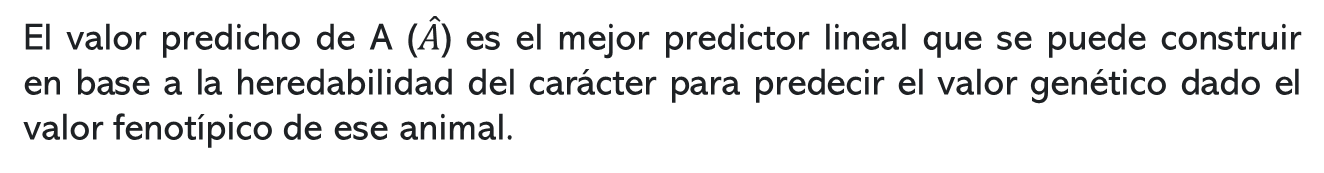 El valor predicho de A (Â) es el mejor predictor lineal que se puede construir
en base a la heredabilidad del carácter para predecir el valor genético dado el
valor fenotípico de ese animal.